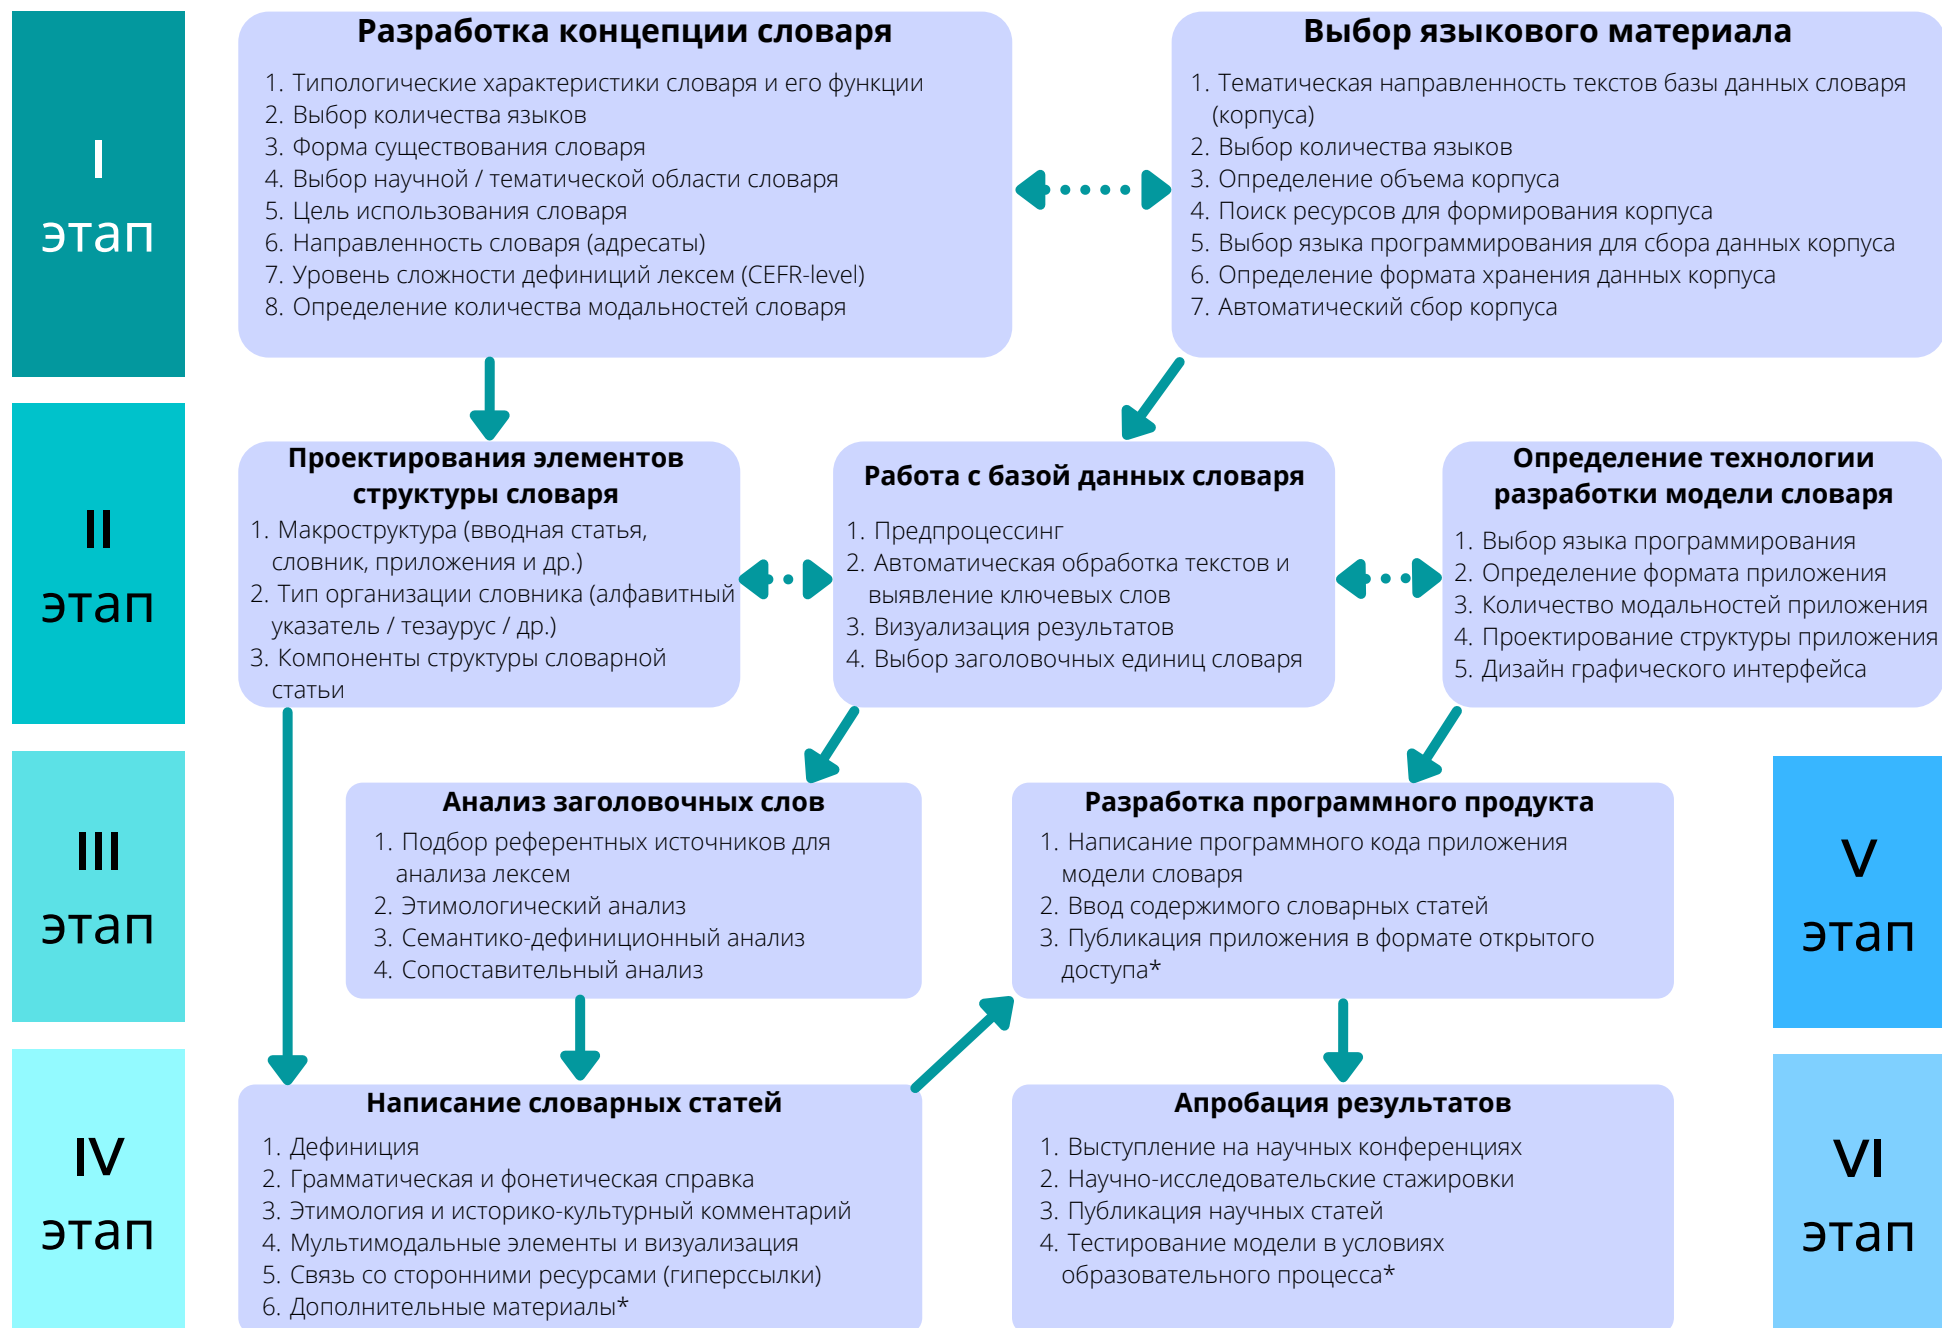 I
этап
Разработка концепции словаря
1. Типологические характеристики словаря и его функции
2. Выбор количества языков
3. Форма существования словаря
4. Выбор научной / тематической области словаря
5. Цель использования словаря
6. Направленность словаря (адресаты)
7. Уровень сложности дефиниций лексем (CEFR-level)
8. Определение количества модальностей словаря
Выбор языкового материала
1. Тематическая направленность текстов базы данных словаря
(корпуса)
2. Выбор количества языков
3. Определение объема корпуса
4. Поиск ресурсов для формирования корпуса
5. Выбор языка программирования для сбора данных корпуса
6. Определение формата хранения данных корпуса
7. Автоматический сбор корпуса
II
этап
Проектирования элементов
структуры словаря
1. Макроструктура (вводная статья,
словник, приложения и др.)
2. Тип организации словника (алфавитный
указатель / тезаурус / др.)
3. Компоненты структуры словарной
статьи
Работа с базой данных словаря
1. Предпроцессинг
2. Автоматическая обработка текстов и
выявление ключевых слов
3. Визуализация результатов
4. Выбор заголовочных единиц словаря
Определение технологии
разработки модели словаря
1. Выбор языка программирования
2. Определение формата приложения
3. Количество модальностей приложения
4. Проектирование структуры приложения
5. Дизайн графического интерфейса
III
этап
Анализ заголовочных слов
1. Подбор референтных источников для
анализа лексем
2. Этимологический анализ
3. Семантико-дефиниционный анализ
4. Сопоставительный анализ
Разработка программного продукта
1. Написание программного кода приложения
модели словаря
2. Ввод содержимого словарных статей
3. Публикация приложения в формате открытого
доступа*
V
этап
IV
этап
Написание словарных статей
1. Дефиниция
2. Грамматическая и фонетическая справка
3. Этимология и историко-культурный комментарий
4. Мультимодальные элементы и визуализация
5. Связь со сторонними ресурсами (гиперссылки)
6. Дополнительные материалы*
Апробация результатов
1. Выступление на научных конференциях
2. Научно-исследовательские стажировки
3. Публикация научных статей
4. Тестирование модели в условиях
образовательного процесса*
VI
этап